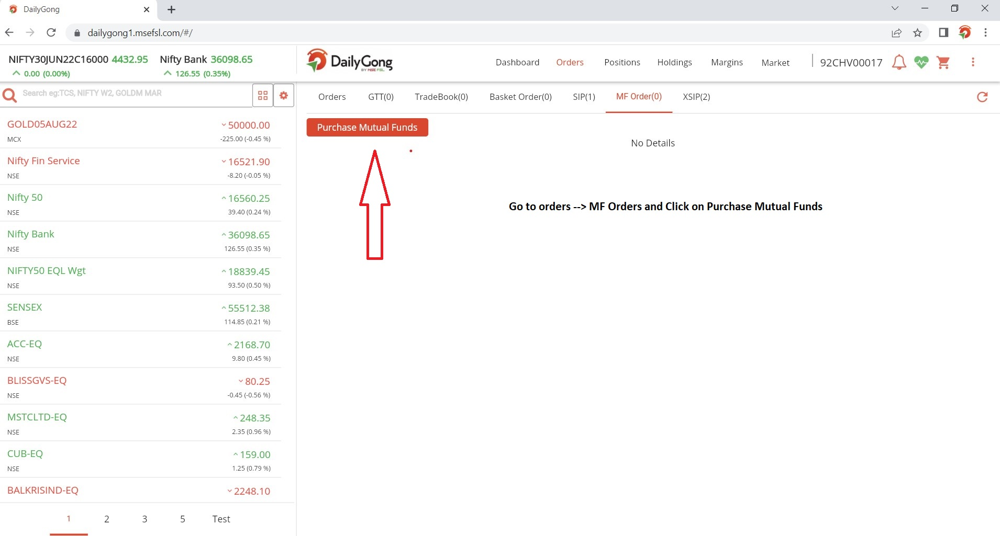 DailyGong
dailygong1.msefsl.com/#/
NIFTY30JUN22C16000 4432.95 Nifty Bank 36098.65
0.00 (0.00%) 126.55 (0.35%)
DailyGong
BY MSE FSL
Dashboard Orders Positions Holdings Margins Market 92CHV00017
Search eg:TCS, NIFTY W2, GOLDM MAR
Orders GTT(0) TradeBook(0) Basket Order(0) SIP(1) MF Order(0) XSIP(2)
Purchase Mutual Funds
No Details
Go to orders --> MF Orders and Click on Purchase Mutual Funds
GOLD05AUG22 50000.00
MCX -225.00 (-0.45 %)
Nifty Fin Service 16521.90
NSE -8.20 (-0.05 %)
Nifty 50 16560.25
NSE 39.40 (0.24 %)
Nifty Bank 36098.65
NSE 126.55 (0.35 %)
NIFTY50 EQL Wgt 18839.45
NSE 93.50 (0.50 %)
SENSEX 55512.38
BSE 114.85 (0.21 %)
ACC-EQ 2168.70
NSE 9.80 (0.45 %)
BLISSGVS-EQ 80.25
NSE -0.45 (-0.56 %)
MSTCLTD-EQ 248.35
NSE 2.35 (0.96 %)
CUB-EQ 159.00
NSE 1.25 (0.79 %)
BALKRISIND-EQ 2248.10
1 2 3 5 Test